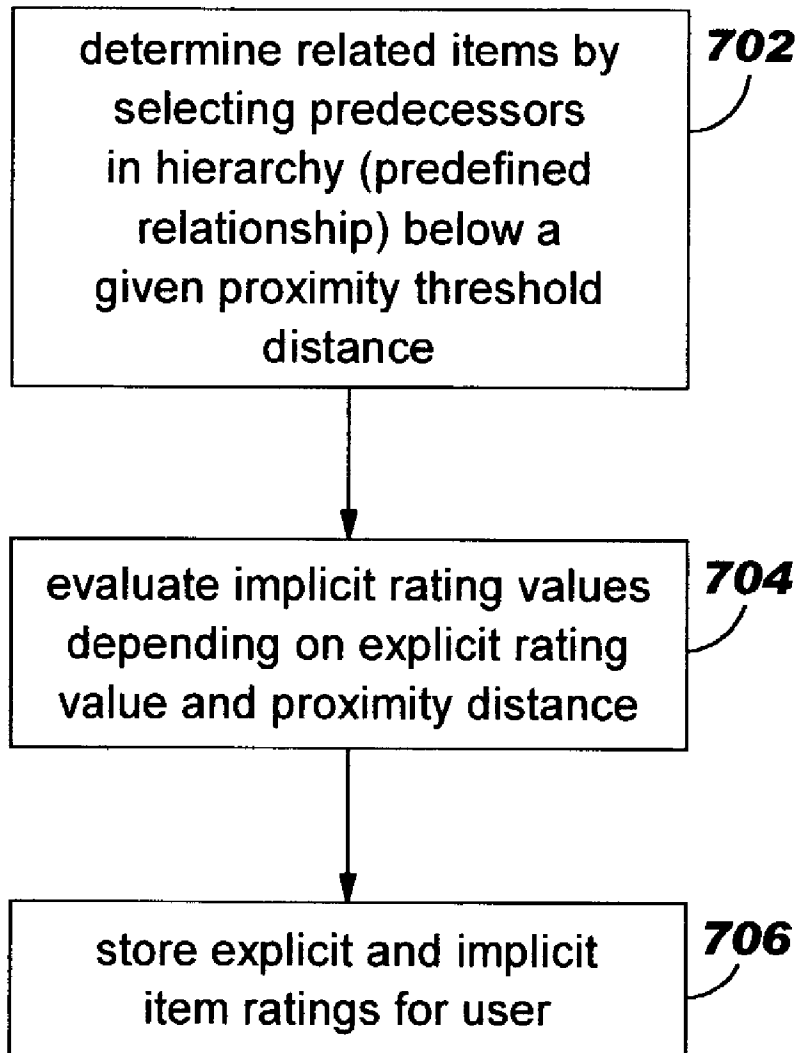 determine related items by
selecting predecessors
in hierarchy (predefined
relationship) below a
given proximity threshold
distance
702
evaluate implicit rating values
depending on explicit rating
value and proximity distance
704
store explicit and implicit
item ratings for user
706